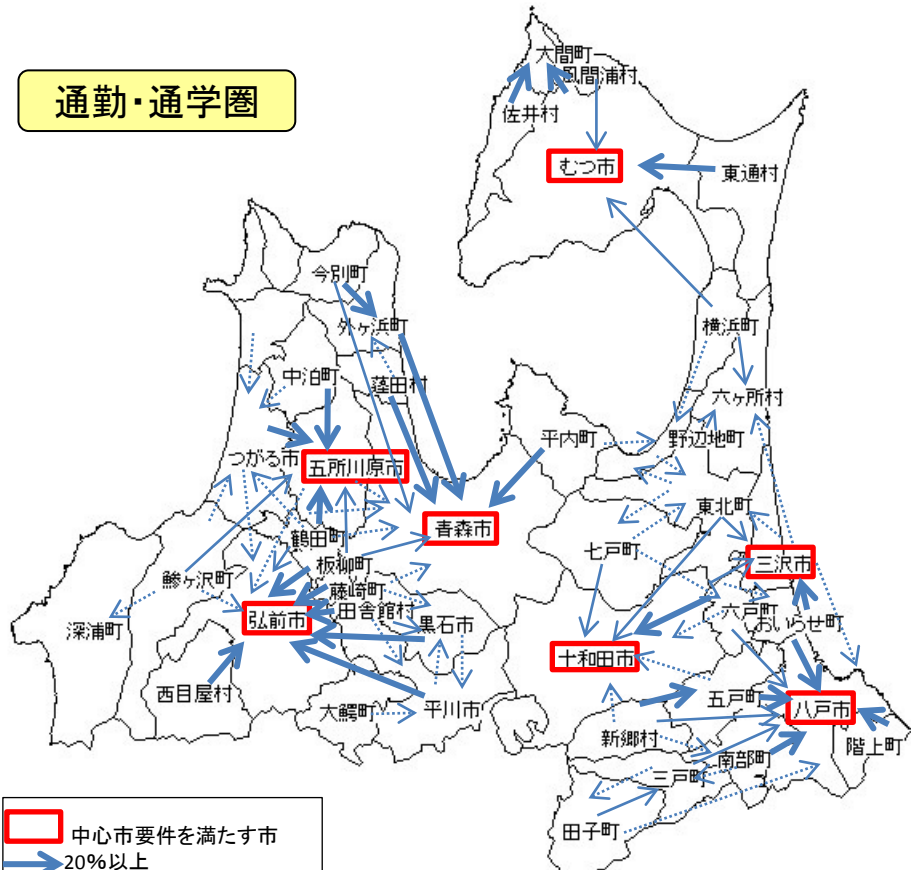 通勤・通学圏
大間町
風間浦村
佐井村
むつ市
東通村
今別町
外ヶ浜町
横浜町
中泊町
蓬田村
六ヶ所村
平内町
野辺地町
つがる市
五所川原市
青森市
東北町
鶴田町
七戸町
三沢市
板柳町
鰺ヶ沢町
藤崎町
田舎館村
六戸町
おいらせ町
深浦町
弘前市
黒石市
十和田市
西目屋村
大鰐町
平川市
五戸町
八戸市
新郷村
階上町
南部町
三戸町
田子町
中心市要件を満たす市
20%以上